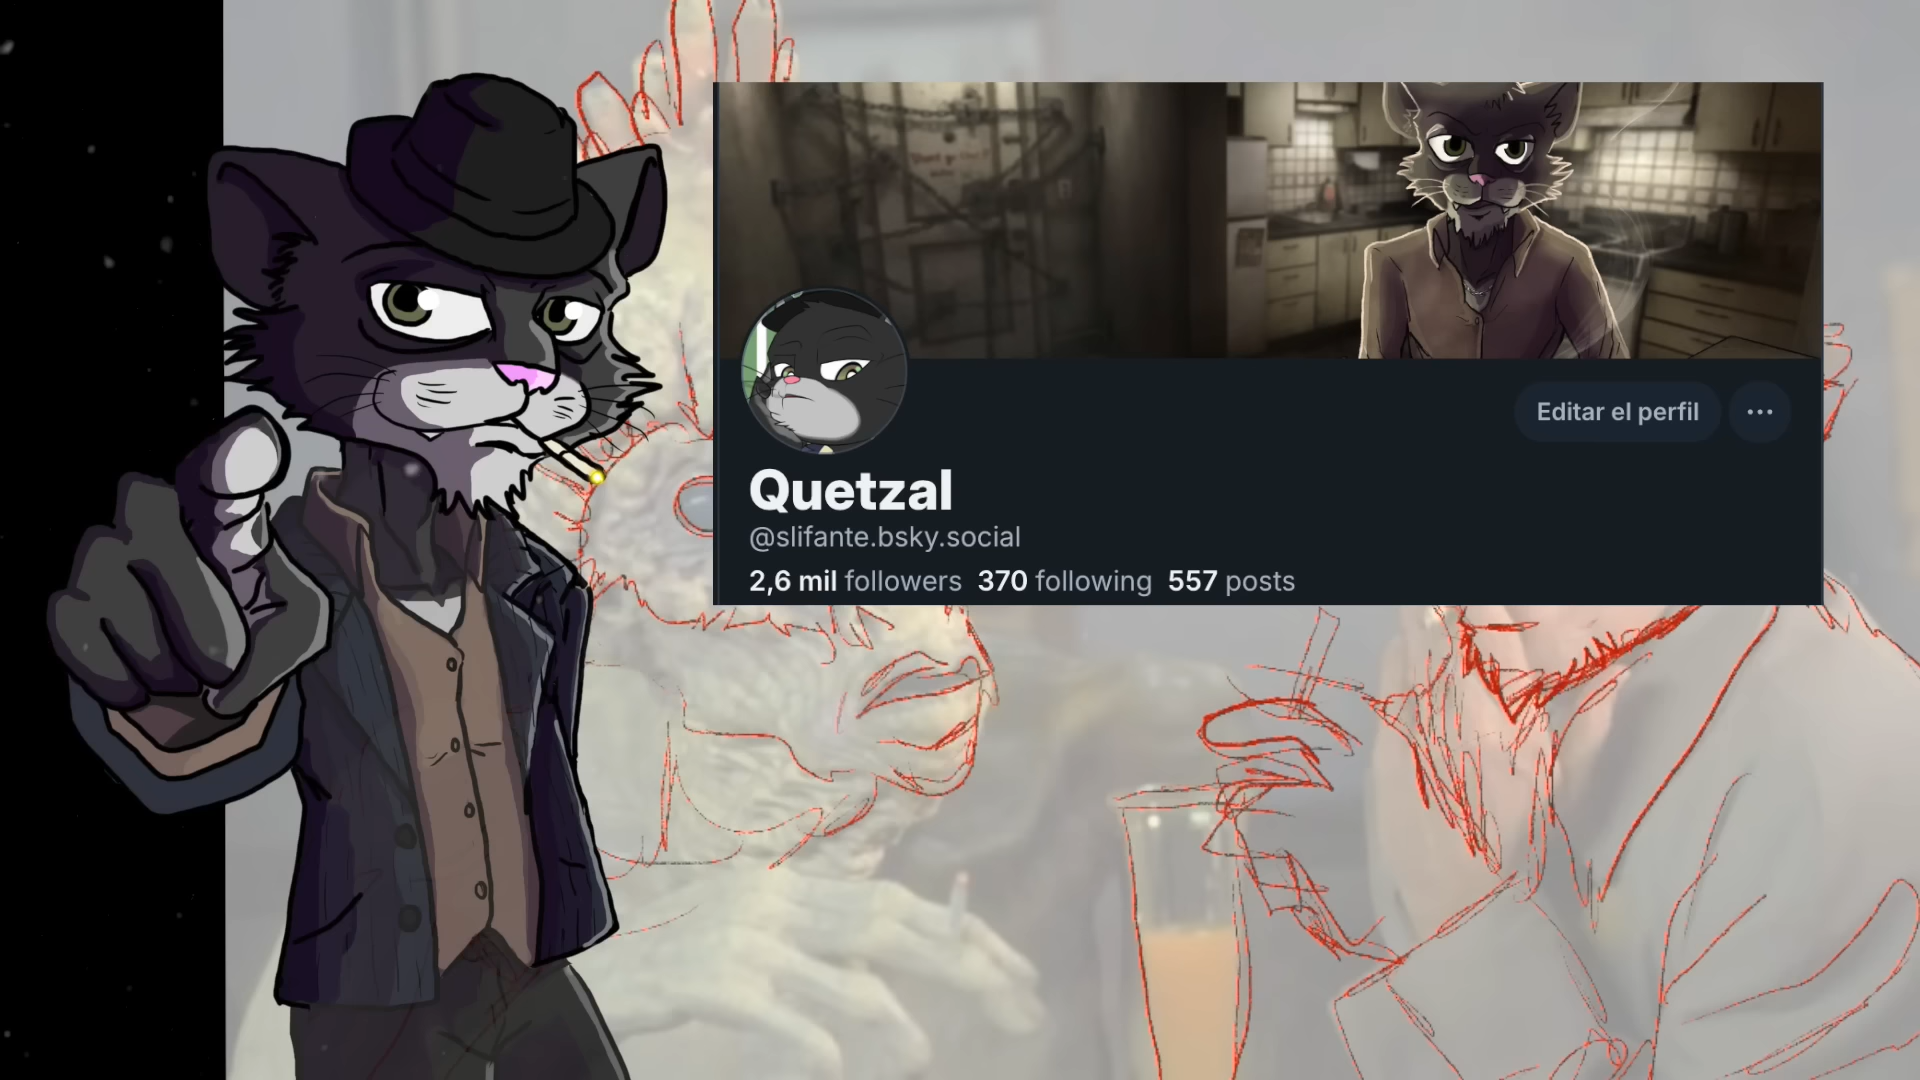 Editar el perfil
Quetzal
@slifante.bsky.social
2,6 mil followers 370 following 557 posts